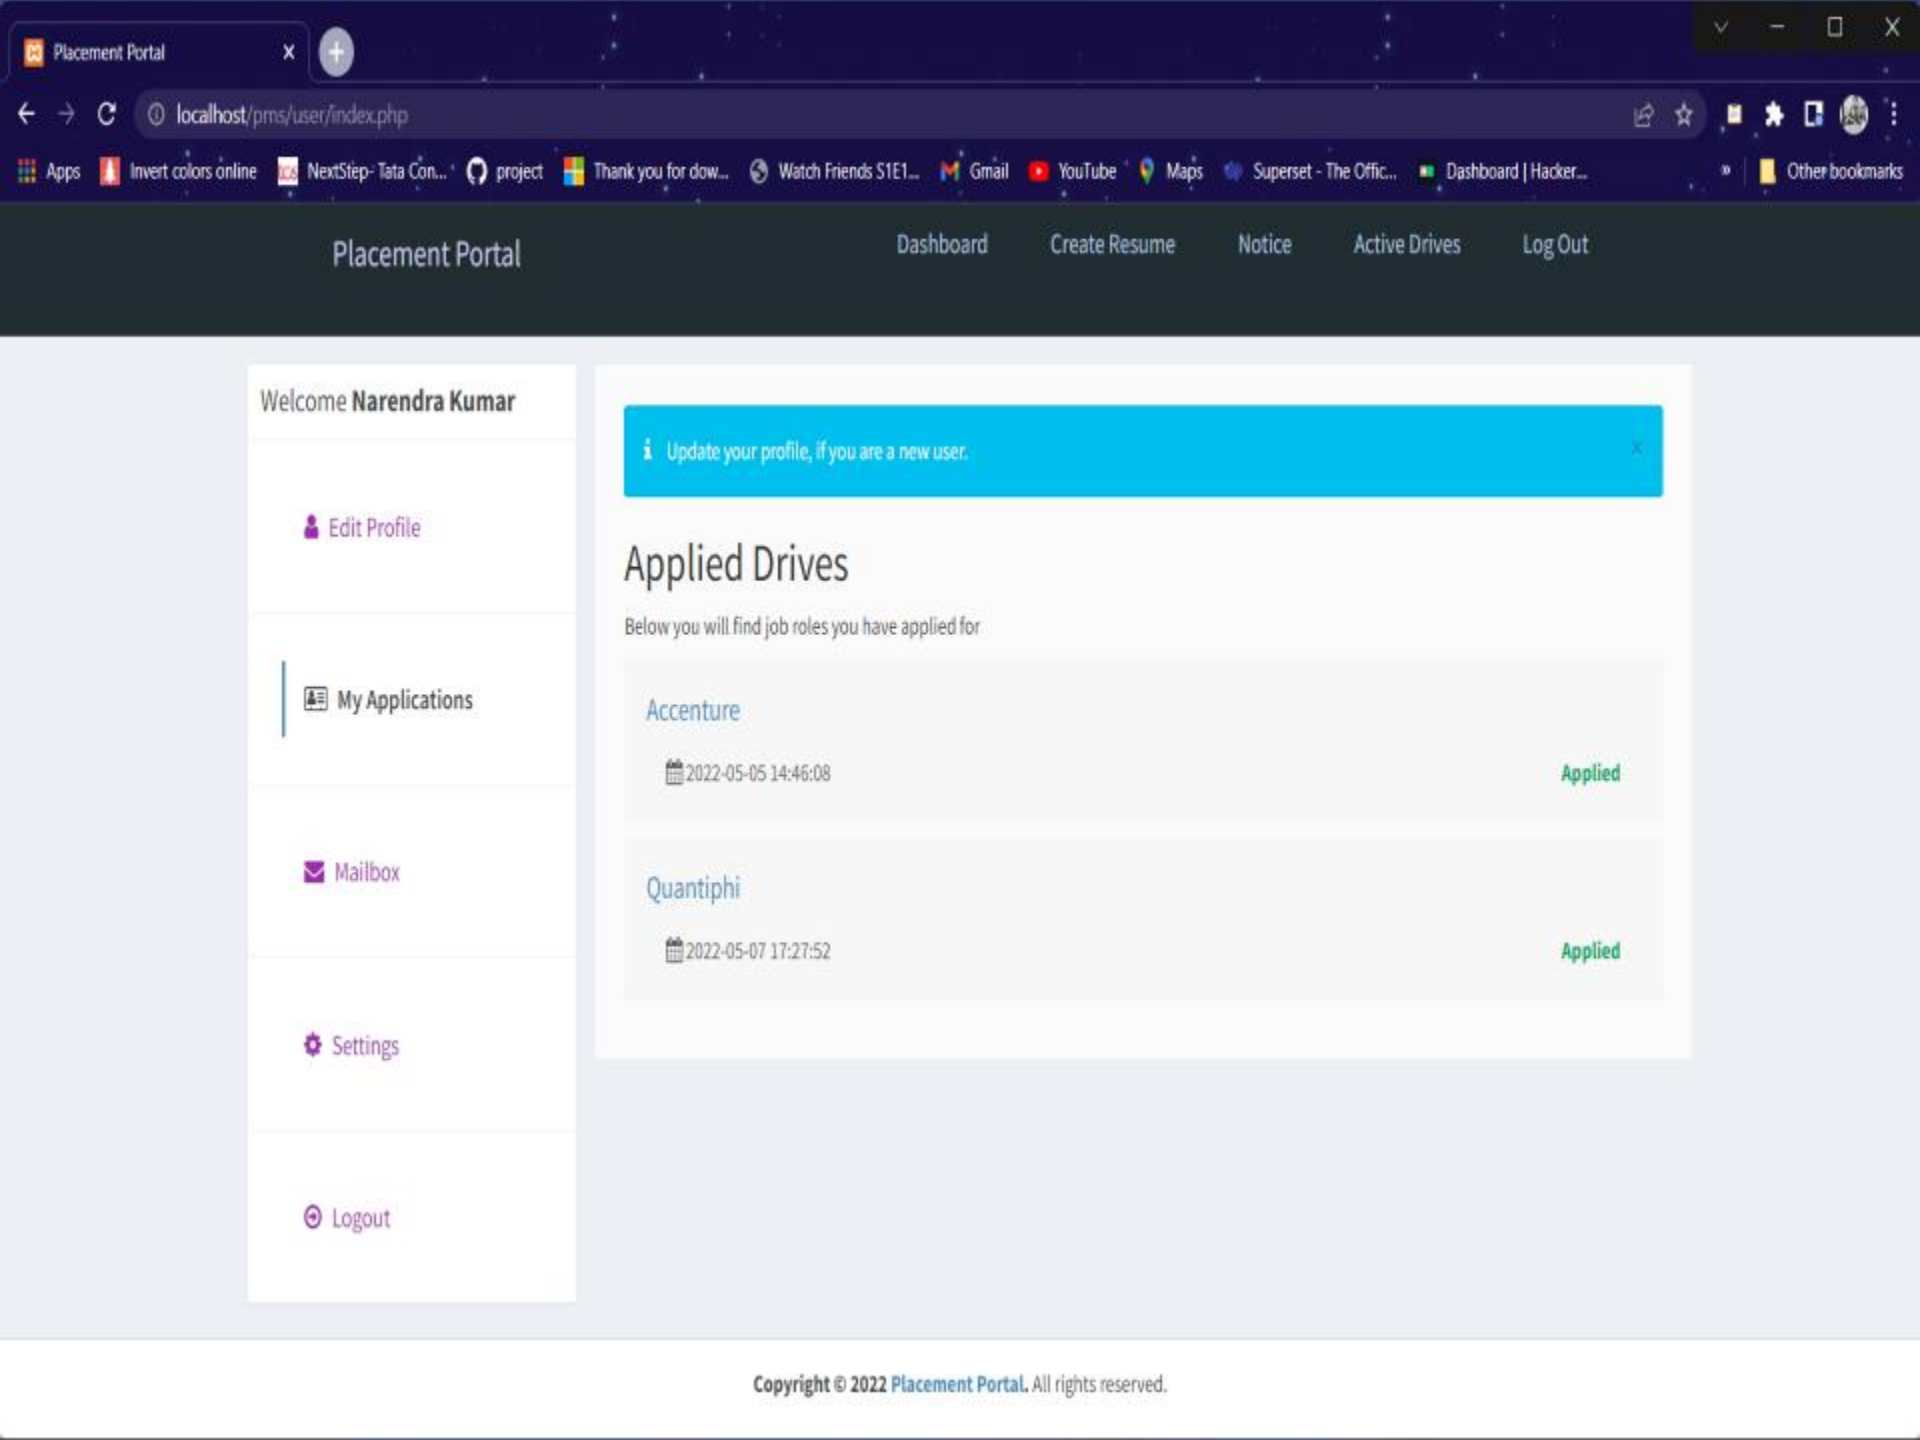 Placement Portal
localhost/pms/user/index.php
Apps Invert colors online NextStep- Tata Con... project Thank you for dow... Watch Friends S1E1... Gmail YouTube Maps Superset - The Offic... Dashboard | Hacker... » Other bookmarks
Placement Portal Dashboard Create Resume Notice Active Drives Log Out
Welcome Narendra Kumar
Edit Profile
My Applications
Mailbox
Settings
Logout
Update your profile, if you are a new user.
Applied Drives
Below you will find job roles you have applied for
Accenture
2022-05-05 14:46:08 Applied
Quantiphi
2022-05-07 17:27:52 Applied
Copyright © 2022 Placement Portal. All rights reserved.